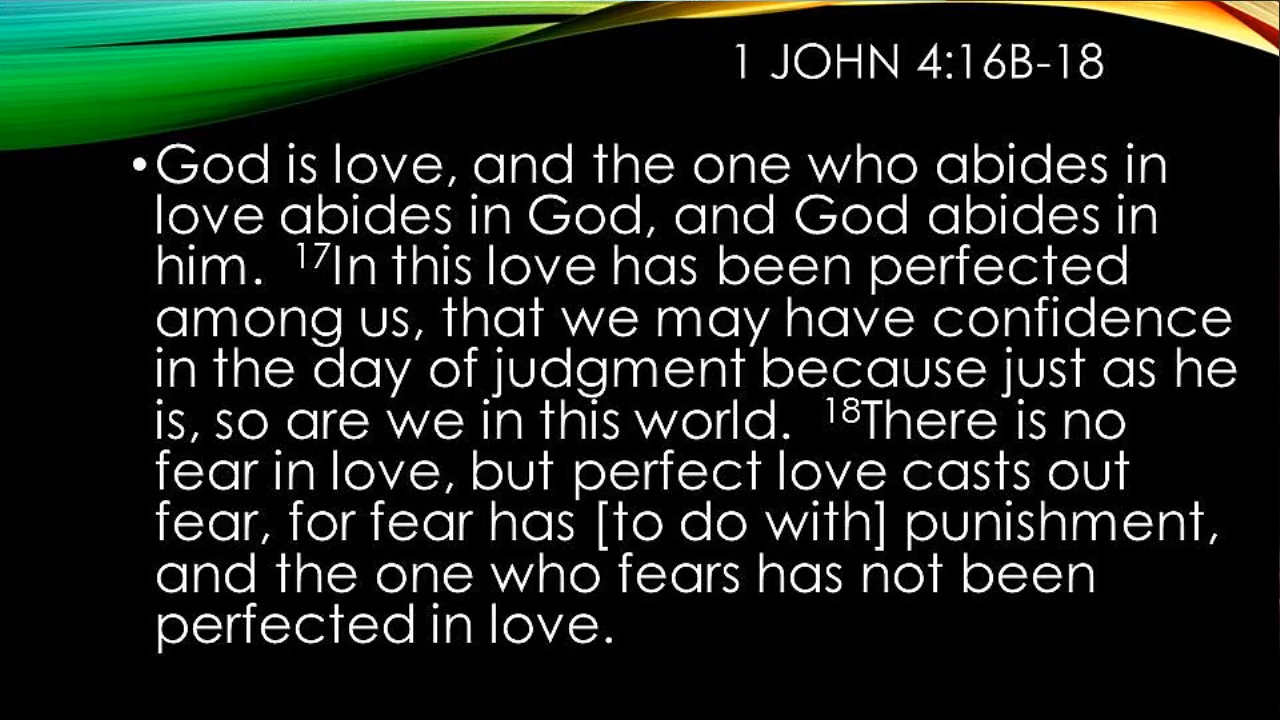 1 JOHN 4:16B-18
•God is love, and the one who abides in
love abides in God, and God abides in
him. 17In this love has been perfected
among us, that we may have confidence
in the day of judgment because just as he
is, so are we in this world. 18There is no
fear in love, but perfect love casts out
fear, for fear has [to do with] punishment,
and the one who fears has not been
perfected in love.